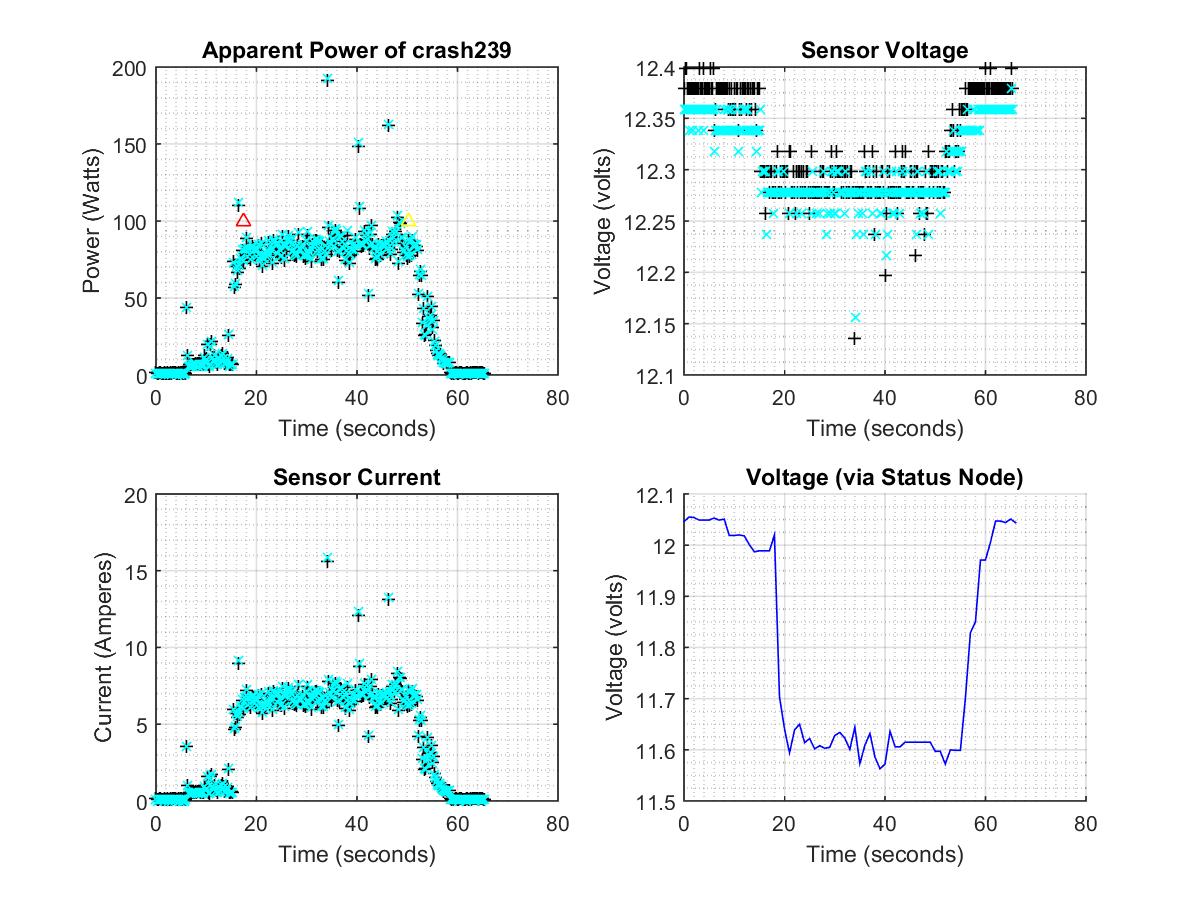 Apparent Power of crash239
200
150
100
50
0
Power (Watts)
0 20 40 60 80
Time (seconds)
Sensor Voltage
12.4
12.35
12.3
12.25
12.2
12.15
12.1
Voltage (volts)
0 20 40 60 80
Time (seconds)
Sensor Current
20
15
10
5
0
Current (Amperes)
0 20 40 60 80
Time (seconds)
Voltage (via Status Node)
12.1
12
11.9
11.8
11.7
11.6
11.5
Voltage (volts)
0 20 40 60 80
Time (seconds)